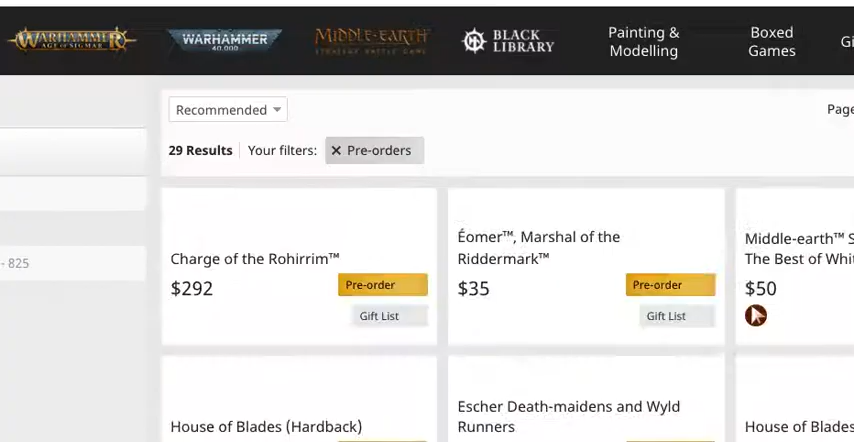 WARHAMMER
AGE OF SIGMAR
WARHAMMER
40,000
MIDDLE-EARTH
STRATEGY BATTLE GAME
BLACK
LIBRARY
Painting &
Modelling
Boxed
Games
Gi
Recommended
Page
29 Results
Your filters:
✕ Pre-orders
- 825
Charge of the Rohirrim™
$292
Pre-order
Gift List
Éomer™, Marshal of the
Riddermark™
$35
Pre-order
Gift List
Middle-earth™ S
The Best of Whi
$50
House of Blades (Hardback)
Escher Death-maidens and Wyld
Runners
House of Blades